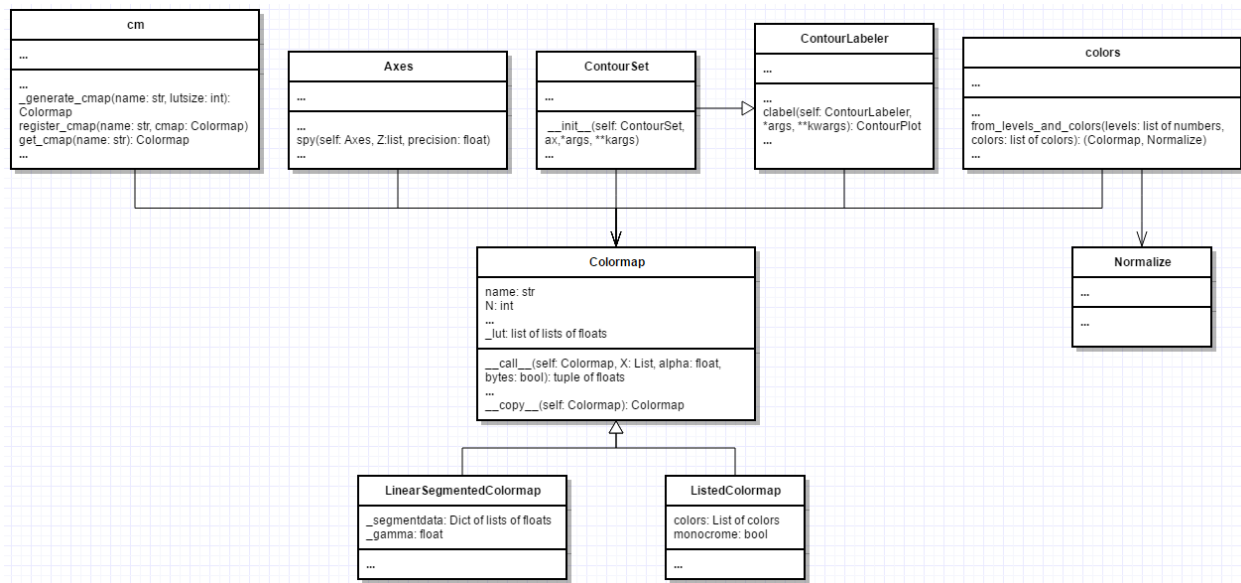 cm
...
...
_generate_cmap(name: str, lutsize: int):
Colormap
register_cmap(name: str, cmap: Colormap)
get_cmap(name: str): Colormap
...
Axes
...
...
spy(self: Axes, Z:list, precision: float)
...
ContourSet
...
...
__init__(self: ContourSet,
ax,*args, **kargs)
...
ContourLabeler
...
...
clabel(self: ContourLabeler,
*args, **kwargs): ContourPlot
...
colors
...
...
from_levels_and_colors(levels: list of numbers,
colors: list of colors): (Colormap, Normalize)
...
Colormap
name: str
N: int
...
_lut: list of lists of floats
__call__(self: Colormap, X: List, alpha: float,
bytes: bool): tuple of floats
...
__copy__(self: Colormap): Colormap
Normalize
...
...
LinearSegmentedColormap
_segmentdata: Dict of lists of floats
_gamma: float
...
ListedColormap
colors: List of colors
monocrome: bool
...